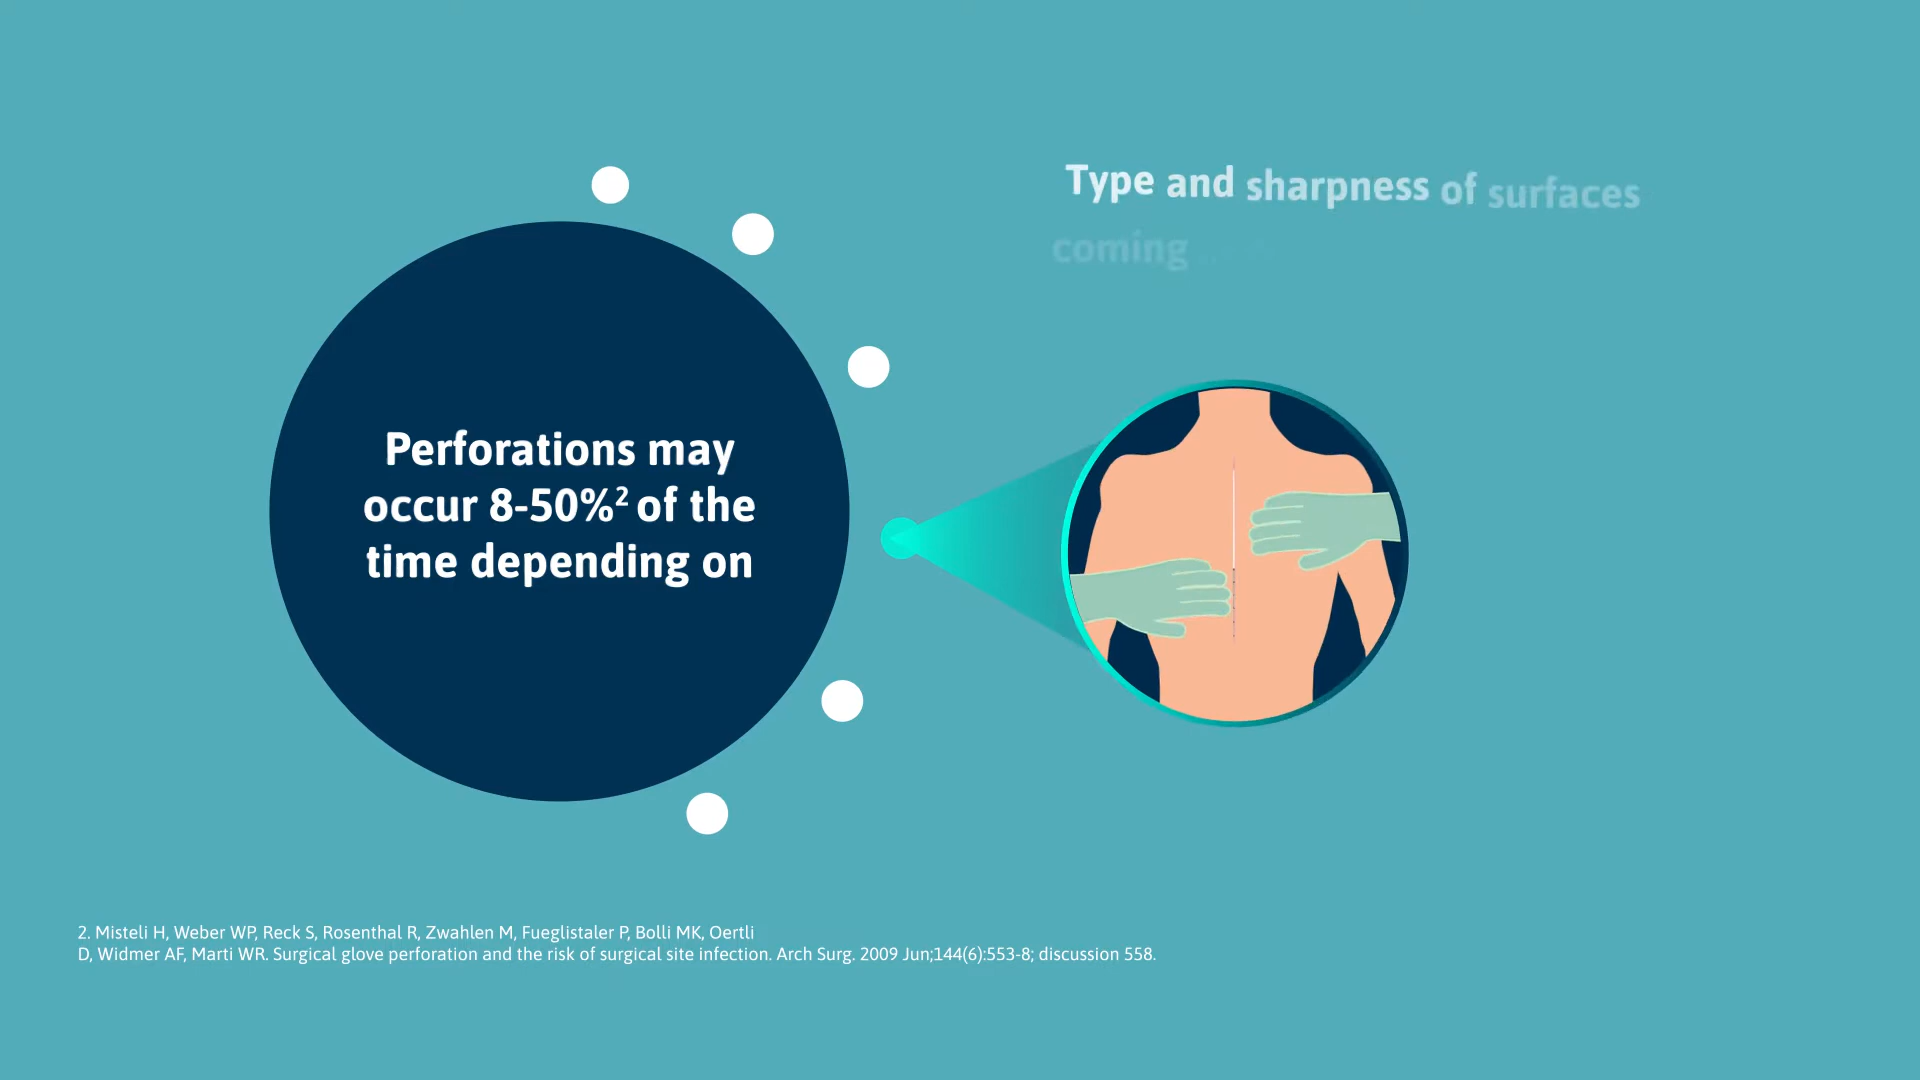 Type and sharpness of surfaces
coming
Perforations may
occur 8-50%² of the
time depending on
2. Misteli H, Weber WP, Reck S, Rosenthal R, Zwahlen M, Fueglistaler P, Bolli MK, Oertli
D, Widmer AF, Marti WR. Surgical glove perforation and the risk of surgical site infection. Arch Surg. 2009 Jun;144(6):553-8; discussion 558.